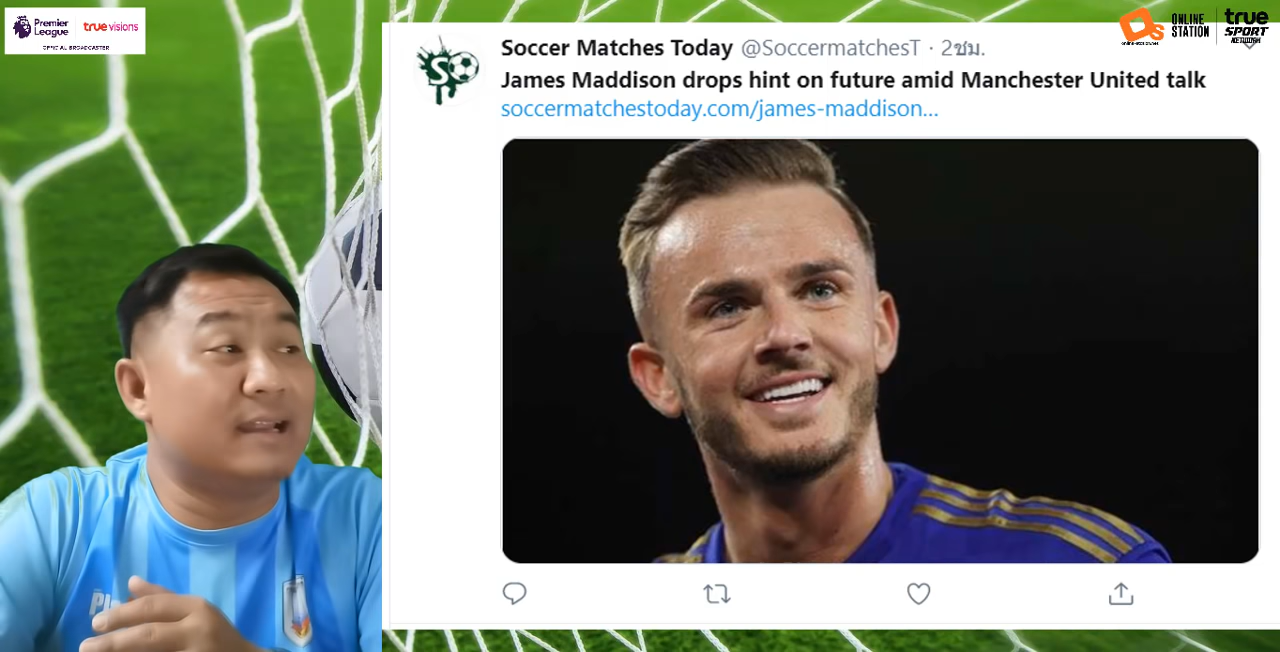 Premier League
true visions
OFFICIAL BROADCASTER
ONLINE STATION
true SPORT NETWORK
Soccer Matches Today @SoccermatchesT · 2ชม.
James Maddison drops hint on future amid Manchester United talk
soccermatchestoday.com/james-maddison...